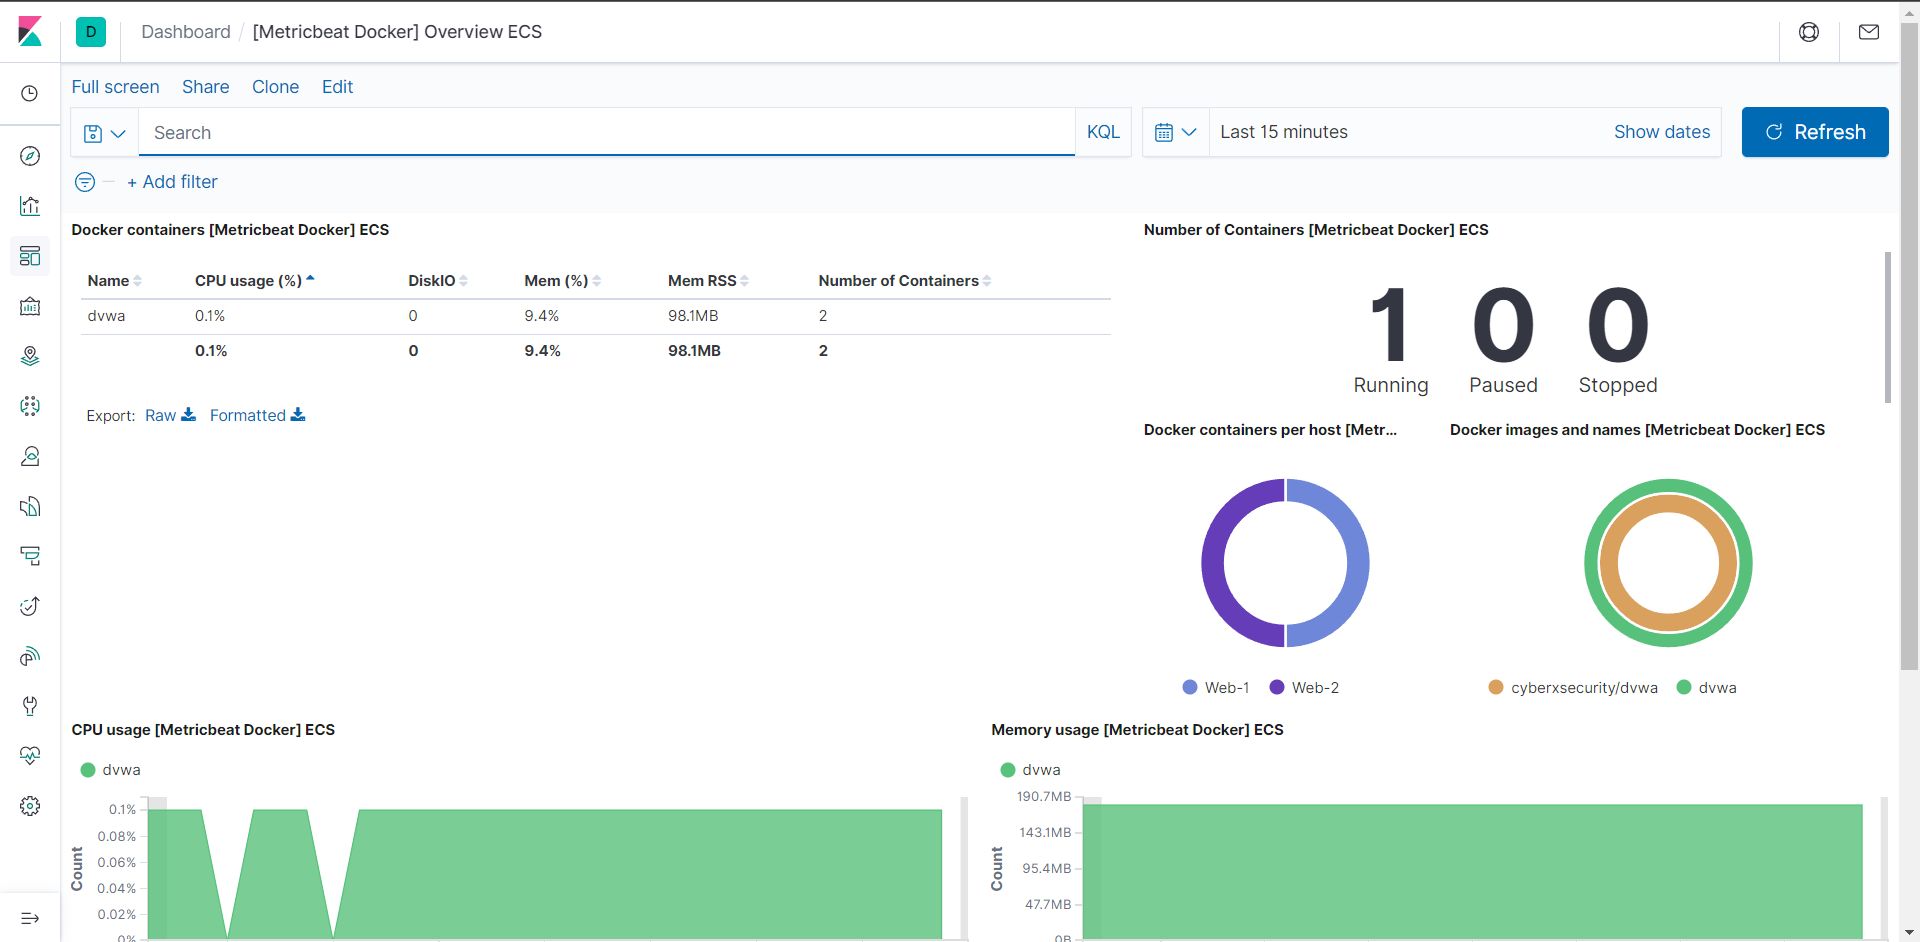 D Dashboard / [Metricbeat Docker] Overview ECS
Full screen Share Clone Edit
Search KQL Last 15 minutes Show dates Refresh
+ Add filter
Docker containers [Metricbeat Docker] ECS
Name CPU usage (%) DiskIO Mem (%) Mem RSS Number of Containers
dvwa 0.1% 0 9.4% 98.1MB 2
0.1% 0 9.4% 98.1MB 2
Export: Raw Formatted
Number of Containers [Metricbeat Docker] ECS
1 0 0
Running Paused Stopped
Docker containers per host [Metr...
Web-1 Web-2
Docker images and names [Metricbeat Docker] ECS
cyberxsecurity/dvwa dvwa
CPU usage [Metricbeat Docker] ECS
dvwa
Count
0.1%
0.08%
0.06%
0.04%
0.02%
0%
Memory usage [Metricbeat Docker] ECS
dvwa
Count
190.7MB
143.1MB
95.4MB
47.7MB
0B